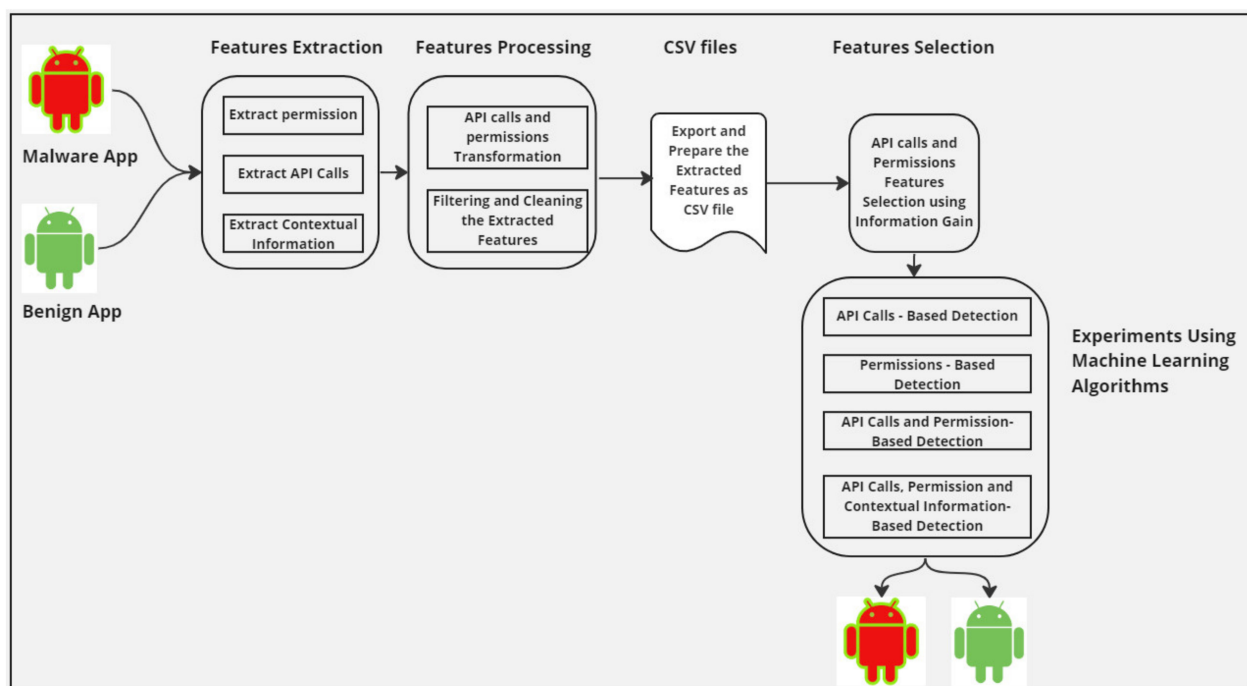 Features Extraction
Features Processing
CSV files
Features Selection
Malware App
Benign App
Extract permission
Extract API Calls
Extract Contextual
Information
API calls and
permissions
Transformation
Filtering and Cleaning
the Extracted
Features
Export and
Prepare the
Extracted
Features as
CSV file
API calls and
Permissions
Features
Selection using
Information Gain
API Calls - Based Detection
Permissions - Based
Detection
API Calls and Permission-
Based Detection
API Calls, Permission and
Contextual Information-
Based Detection
Experiments Using
Machine Learning
Algorithms